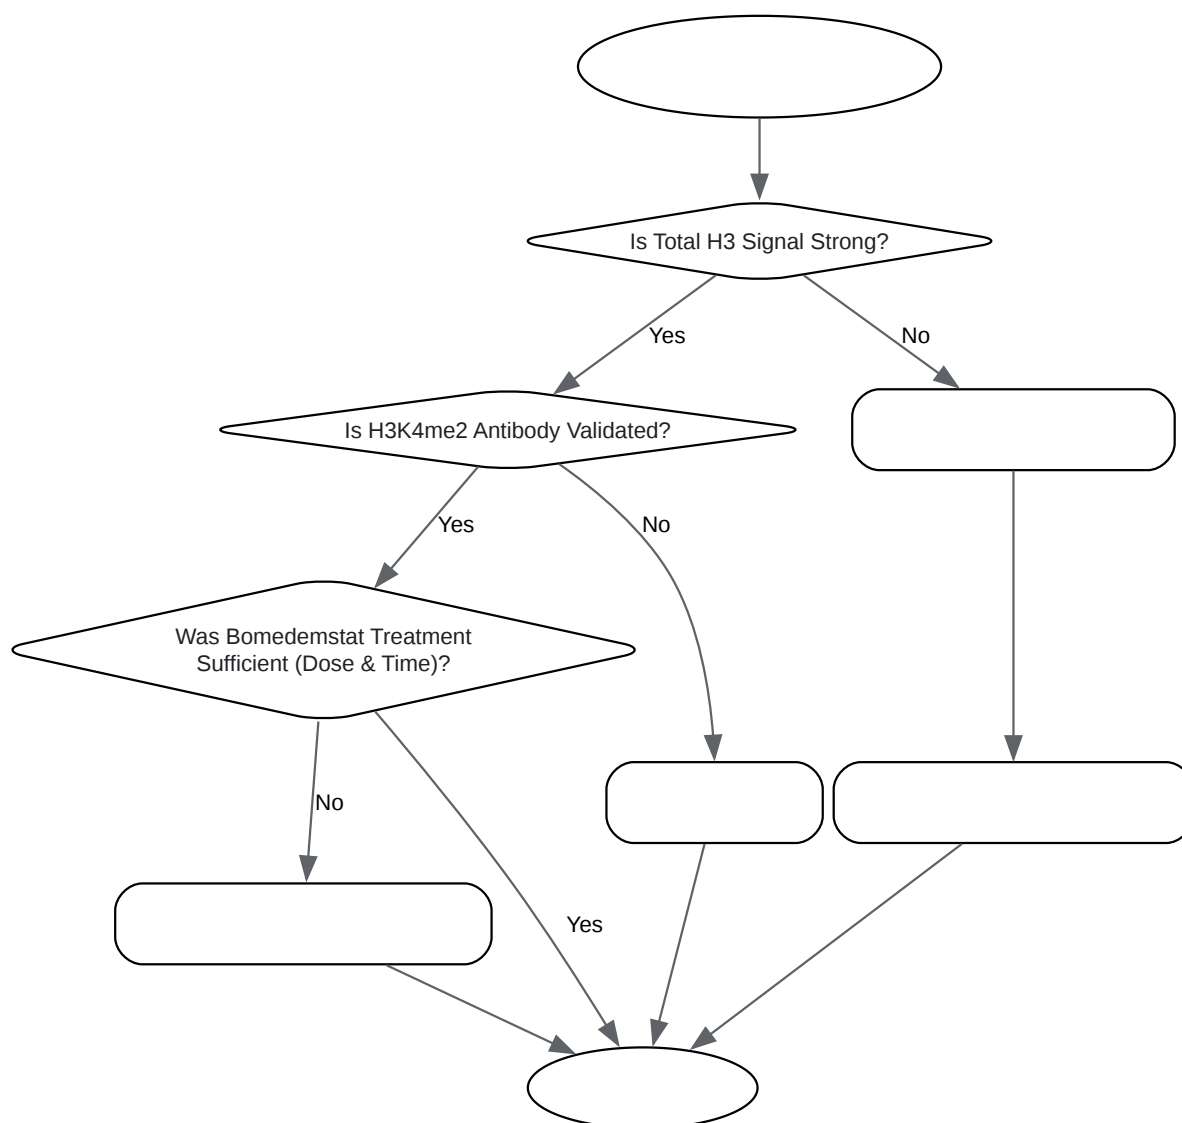 Is Total H3 Signal Strong?
Yes
No
Is H3K4me2 Antibody Validated?
Yes
No
Was Bomedemstat Treatment
Sufficient (Dose & Time)?
No
Yes